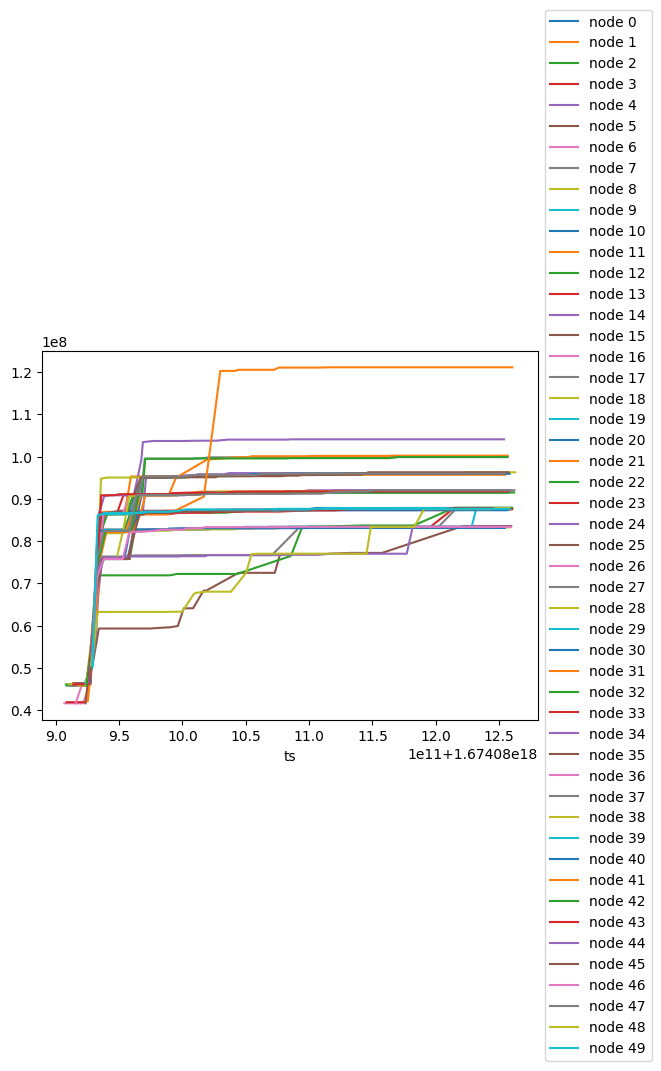 1e8
1.2
1.1
1.0
0.9
0.8
0.7
0.6
0.5
0.4
9.0 9.5 10.0 10.5 11.0 11.5 12.0 12.5
ts
1e11+1.67408e18
node 0
node 1
node 2
node 3
node 4
node 5
node 6
node 7
node 8
node 9
node 10
node 11
node 12
node 13
node 14
node 15
node 16
node 17
node 18
node 19
node 20
node 21
node 22
node 23
node 24
node 25
node 26
node 27
node 28
node 29
node 30
node 31
node 32
node 33
node 34
node 35
node 36
node 37
node 38
node 39
node 40
node 41
node 42
node 43
node 44
node 45
node 46
node 47
node 48
node 49